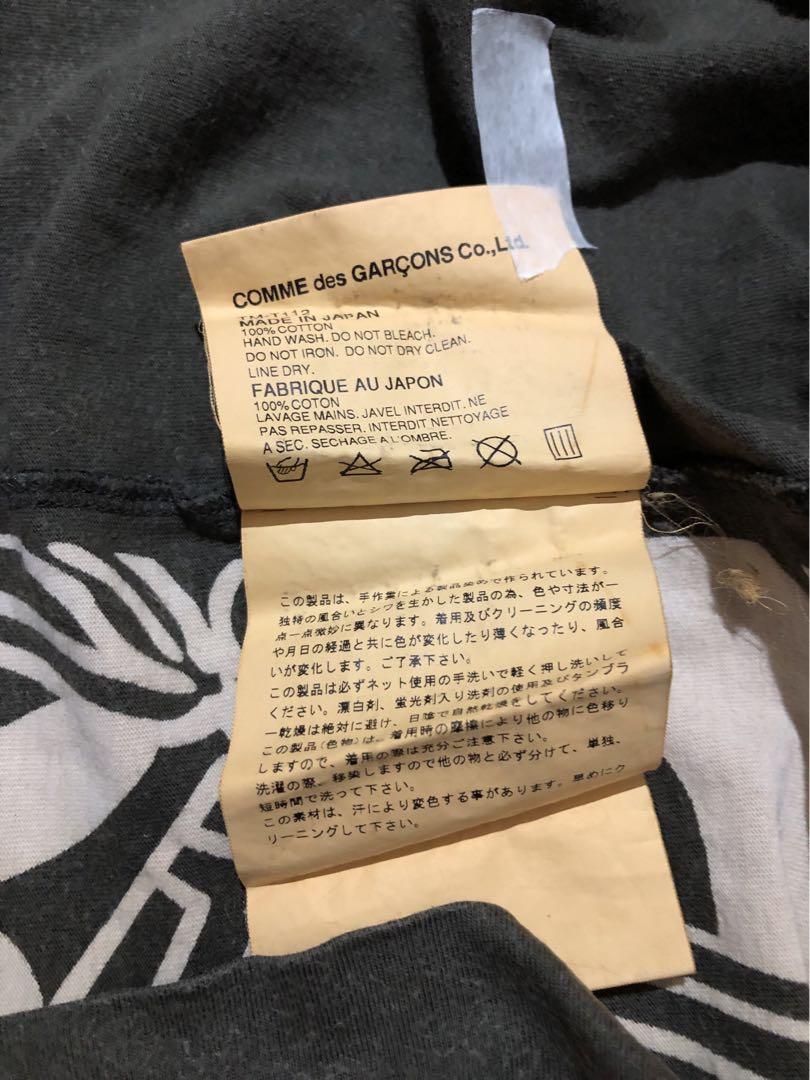 COMME des GARÇONS Co.,Ltd.
TM-T112
MADE IN JAPAN
100% COTTON
HAND WASH. DO NOT BLEACH.
DO NOT IRON. DO NOT DRY CLEAN.
LINE DRY.
FABRIQUE AU JAPON
100% COTON
LAVAGE MAINS. JAVEL INTERDIT. NE
PAS REPASSER. INTERDIT NETTOYAGE
A SEC. SECHAGE A L'OMBRE.
この製品は、手作業による製品染めで作られています。
独特の風合いとシワを生かした製品の為、色や寸法が一
点一点微妙に異なります。着用及びクリーニングの頻度
や月日の経過と共に色が変化したり薄くなったり、風合
いが変化します。ご了承下さい。
この製品は必ずネット使用の手洗いで軽く押し洗いして
ください。漂白剤、蛍光剤入り洗剤の使用及びタンブラ
ー乾燥は絶対に避け、日陰で自然乾燥をしてください。
この製品(色物)は、着用時の摩擦により他の物に色移り
しますので、着用の際は充分ご注意下さい。
洗濯の際、移染しますので他の物と必ず分けて、単独、
短時間で洗って下さい。
この素材は、汗により変色する事があります。早めにク
リーニングして下さい。